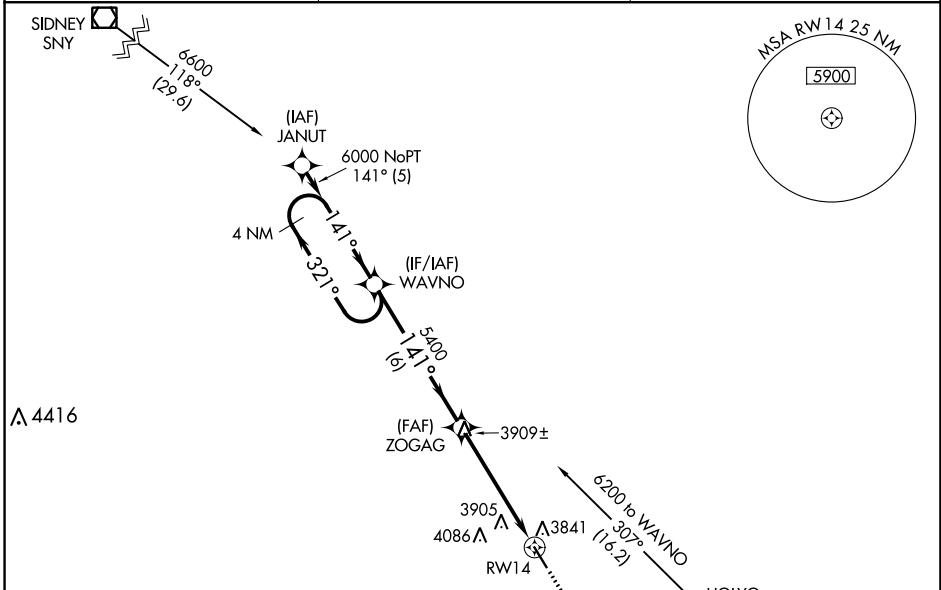 SIDNEY
SNY
6600
118°
(29.6)
MSA RW14 25 NM
5900
(IAF)
JANUT
6000 NoPT
141° (5)
4 NM
141°
321°
(IF/IAF)
WAVNO
5400
141°
(6)
4416
(FAF)
ZOGAG
3909±
3905
4086
3841
RW14
6200 to WAVNO
307°
(16.2)